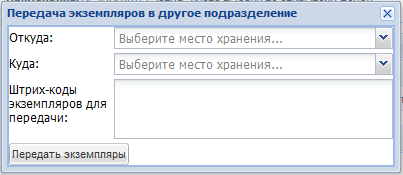 Передача экземпляров в другое подразделение
Откуда: Выберите место хранения...
Куда: Выберите место хранения...
Штрих-коды
экземпляров для
передачи:
Передать экземпляры